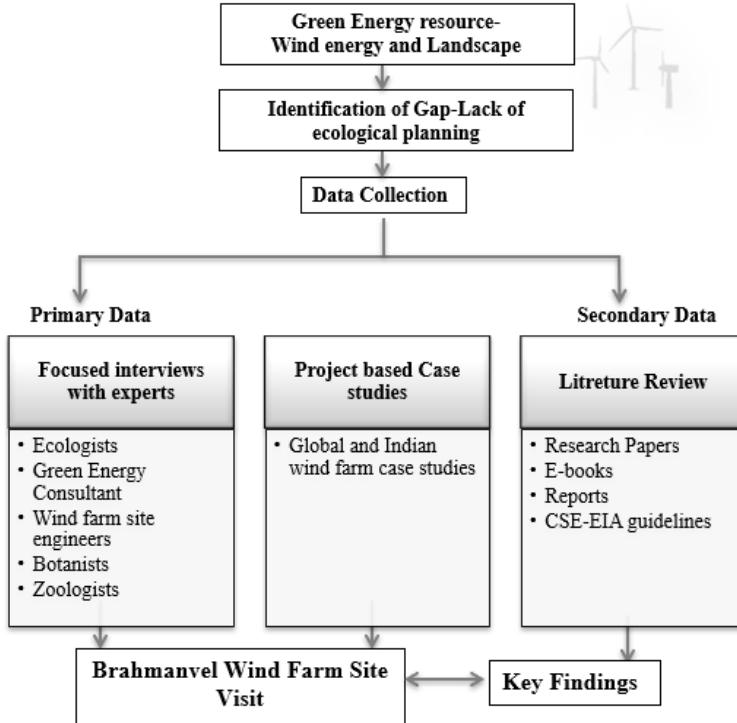 Green Energy resource-
Wind energy and Landscape
Identification of Gap-Lack of
ecological planning
Data Collection
Primary Data
Secondary Data
Focused interviews
with experts
• Ecologists
• Green Energy
Consultant
• Wind farm site
engineers
• Botanists
• Zoologists
Project based Case
studies
• Global and Indian
wind farm case studies
Litreture Review
• Research Papers
• E-books
• Reports
• CSE-EIA guidelines
Brahmanvel Wind Farm Site
Visit
Key Findings